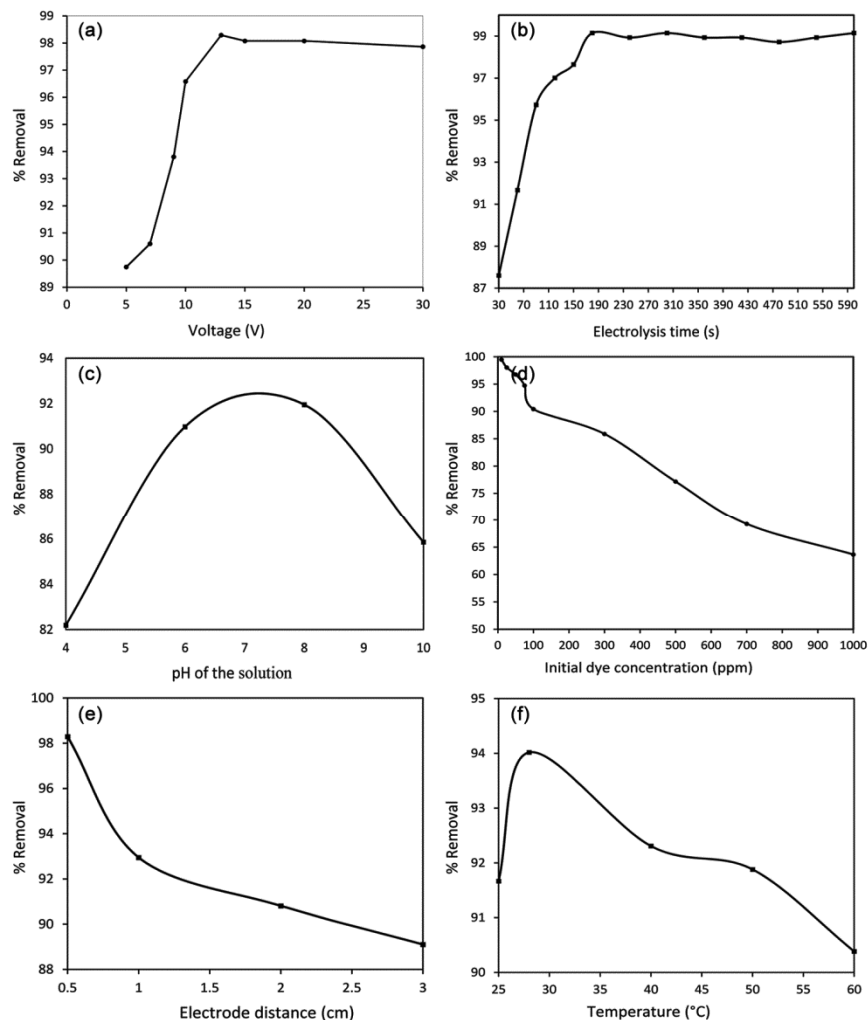 (a)
% Removal
99
98
97
96
95
94
93
92
91
90
89
0 5 10 15 20 25 30
Voltage (V)
(b)
% Removal
99
97
95
93
91
89
87
30 70 110 150 190 230 270 310 350 390 430 470 510 550 590
Electrolysis time (s)
(c)
% Removal
94
92
90
88
86
84
82
4 5 6 7 8 9 10
pH of the solution
(d)
% Removal
100
95
90
85
80
75
70
65
60
55
50
0 100 200 300 400 500 600 700 800 900 1000
Initial dye concentration (ppm)
(e)
% Removal
100
98
96
94
92
90
88
0.5 1 1.5 2 2.5 3
Electrode distance (cm)
(f)
% Removal
95
94
93
92
91
90
25 30 35 40 45 50 55 60
Temperature (°C)